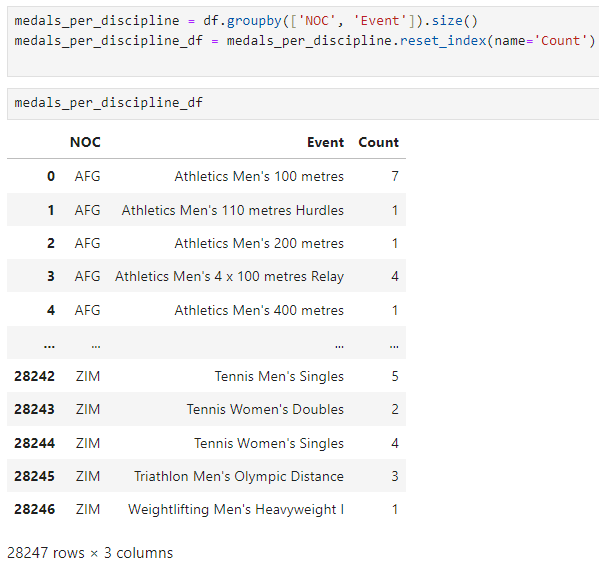 medals_per_discipline = df.groupby(['NOC', 'Event']).size()
medals_per_discipline_df = medals_per_discipline.reset_index(name='Count')
medals_per_discipline_df
NOC Event Count
0 AFG Athletics Men's 100 metres 7
1 AFG Athletics Men's 110 metres Hurdles 1
2 AFG Athletics Men's 200 metres 1
3 AFG Athletics Men's 4 x 100 metres Relay 4
4 AFG Athletics Men's 400 metres 1
... ... ... ...
28242 ZIM Tennis Men's Singles 5
28243 ZIM Tennis Women's Doubles 2
28244 ZIM Tennis Women's Singles 4
28245 ZIM Triathlon Men's Olympic Distance 3
28246 ZIM Weightlifting Men's Heavyweight I 1
28247 rows × 3 columns